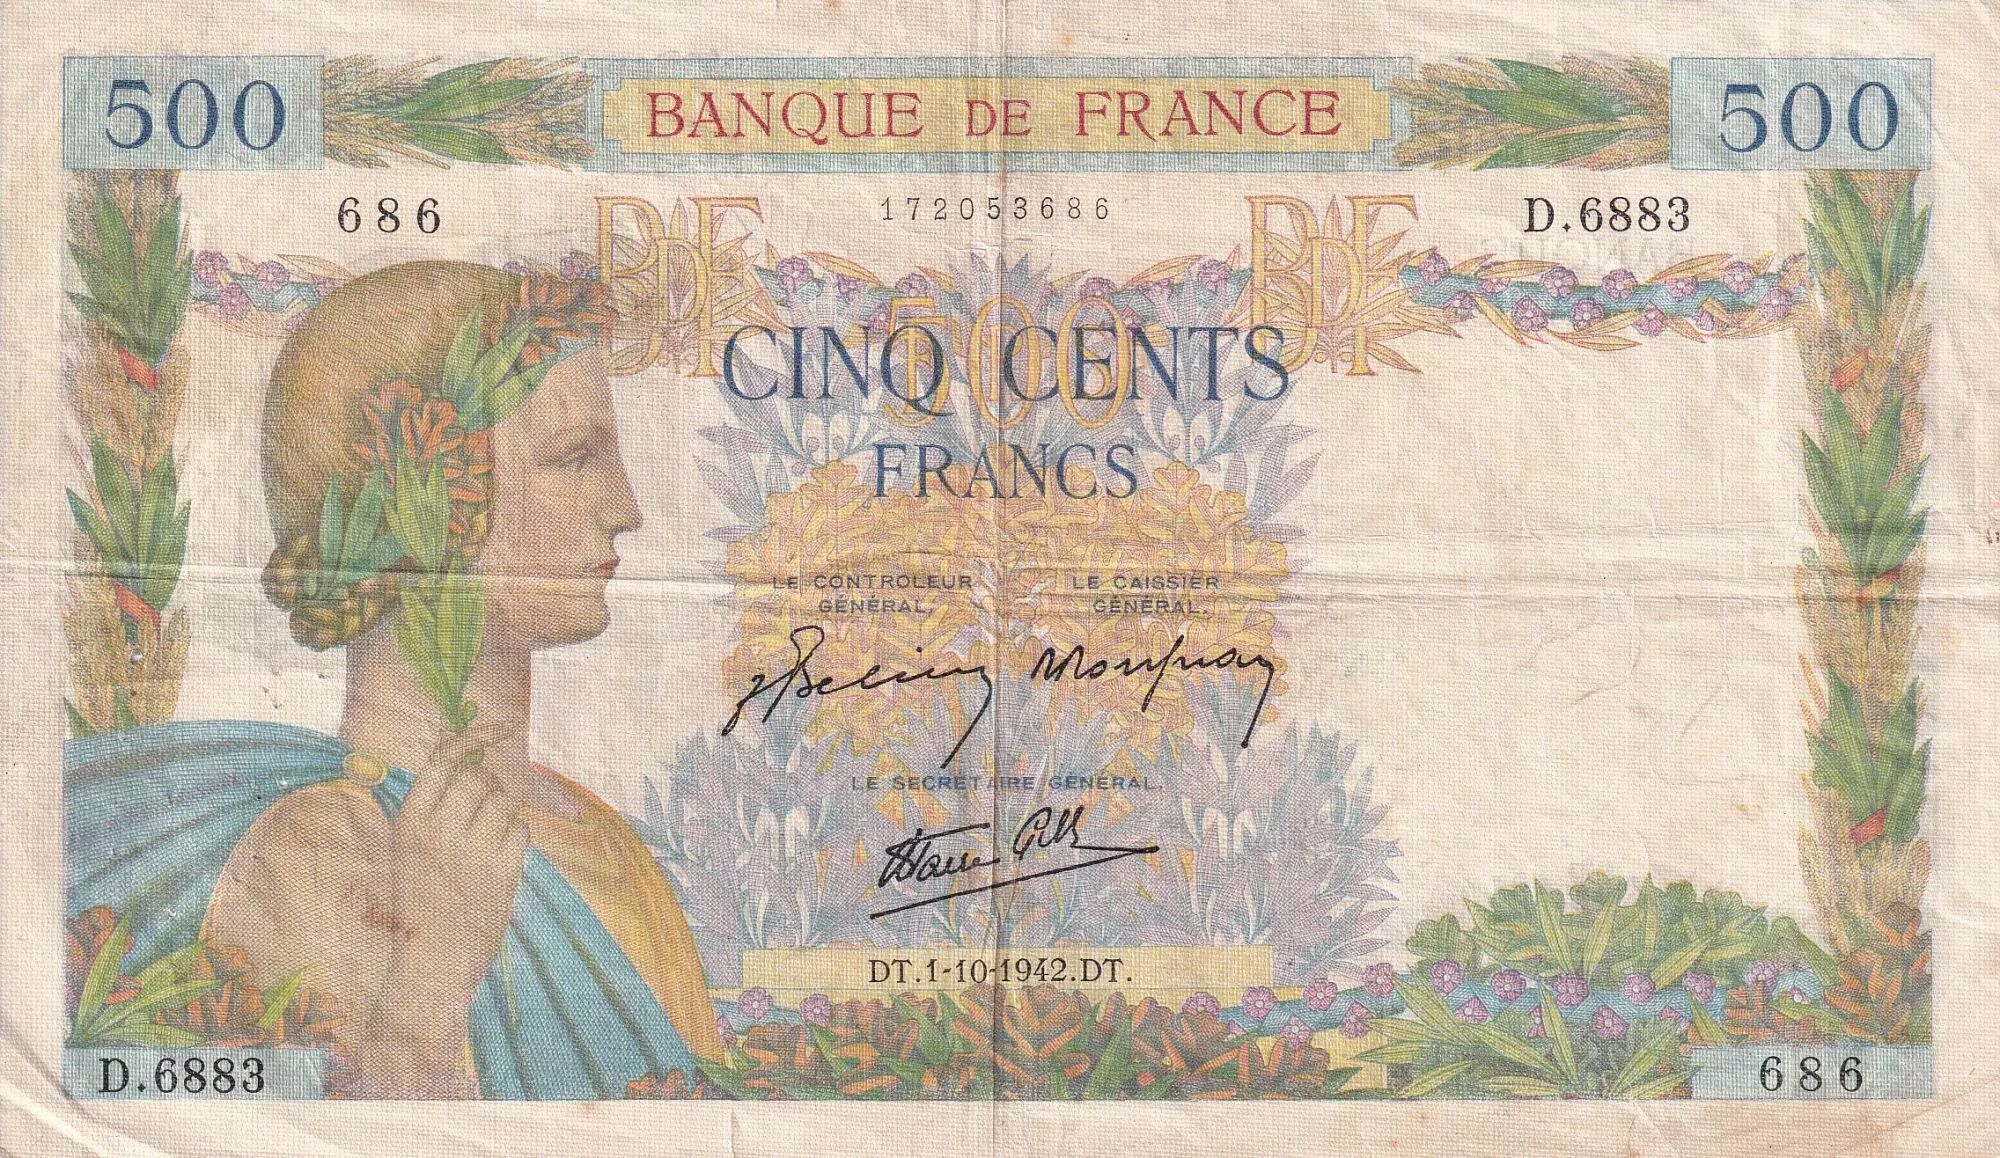 500 BANQUE DE FRANCE 500
686 172053686 D.6883
BDF BDF
500
CINQ CENTS
FRANCS
LE CONTROLEUR
GÉNÉRAL.
LE CAISSIER
GÉNÉRAL.
LE SECRÉTAIRE GÉNÉRAL.
DT.1-10-1942.DT.
D.6883 686